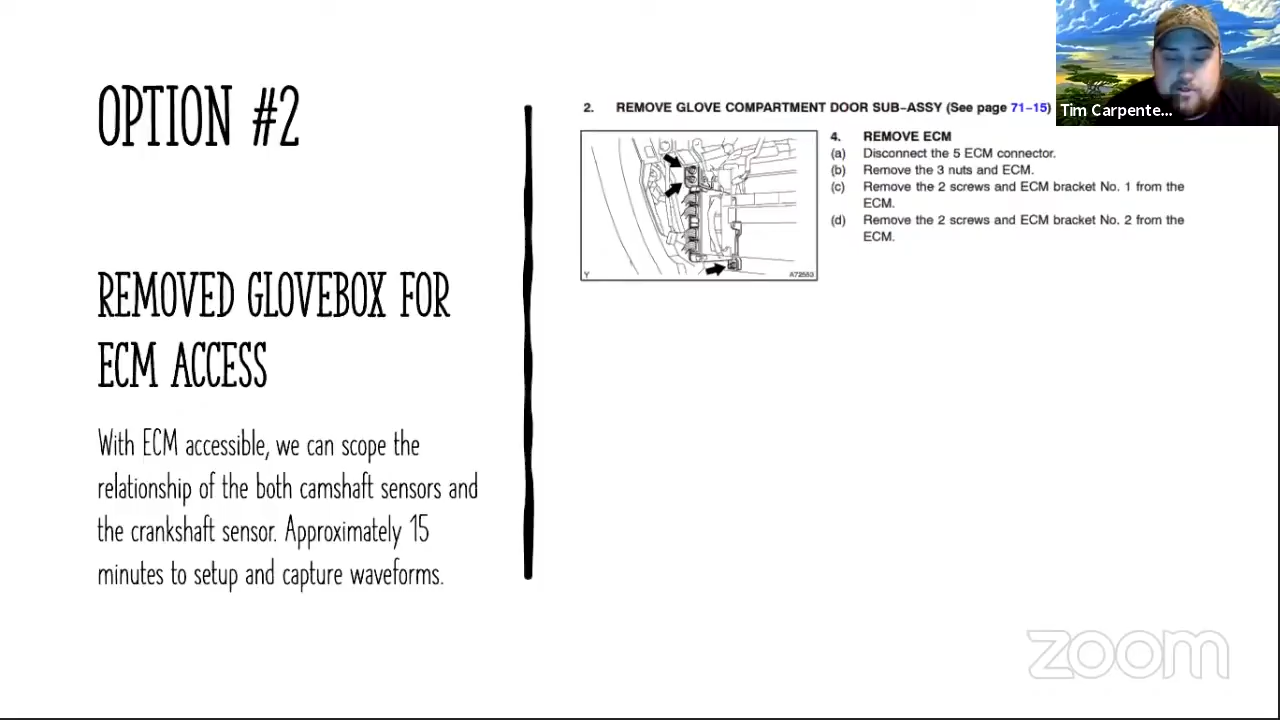 OPTION #2
REMOVED GLOVEBOX FOR
ECM ACCESS
With ECM accessible, we can scope the
relationship of the both camshaft sensors and
the crankshaft sensor. Approximately 15
minutes to setup and capture waveforms.
2. REMOVE GLOVE COMPARTMENT DOOR SUB-ASSY (See page 71-15)
4. REMOVE ECM
(a) Disconnect the 5 ECM connector.
(b) Remove the 3 nuts and ECM.
(c) Remove the 2 screws and ECM bracket No. 1 from the
ECM.
(d) Remove the 2 screws and ECM bracket No. 2 from the
ECM.
Y A72553
Tim Carpente...
zoom